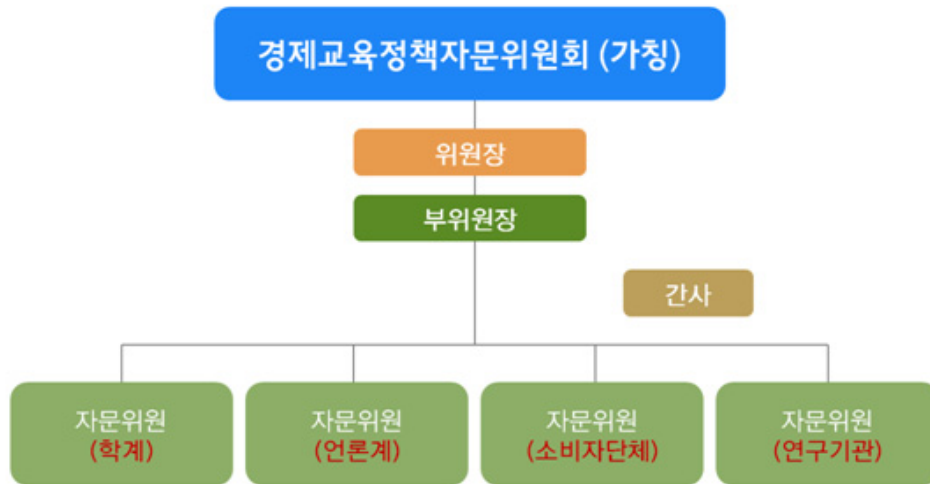 경제교육정책자문위원회 (가칭)
위원장
부위원장
간사
자문위원
(학계)
자문위원
(언론계)
자문위원
(소비자단체)
자문위원
(연구기관)